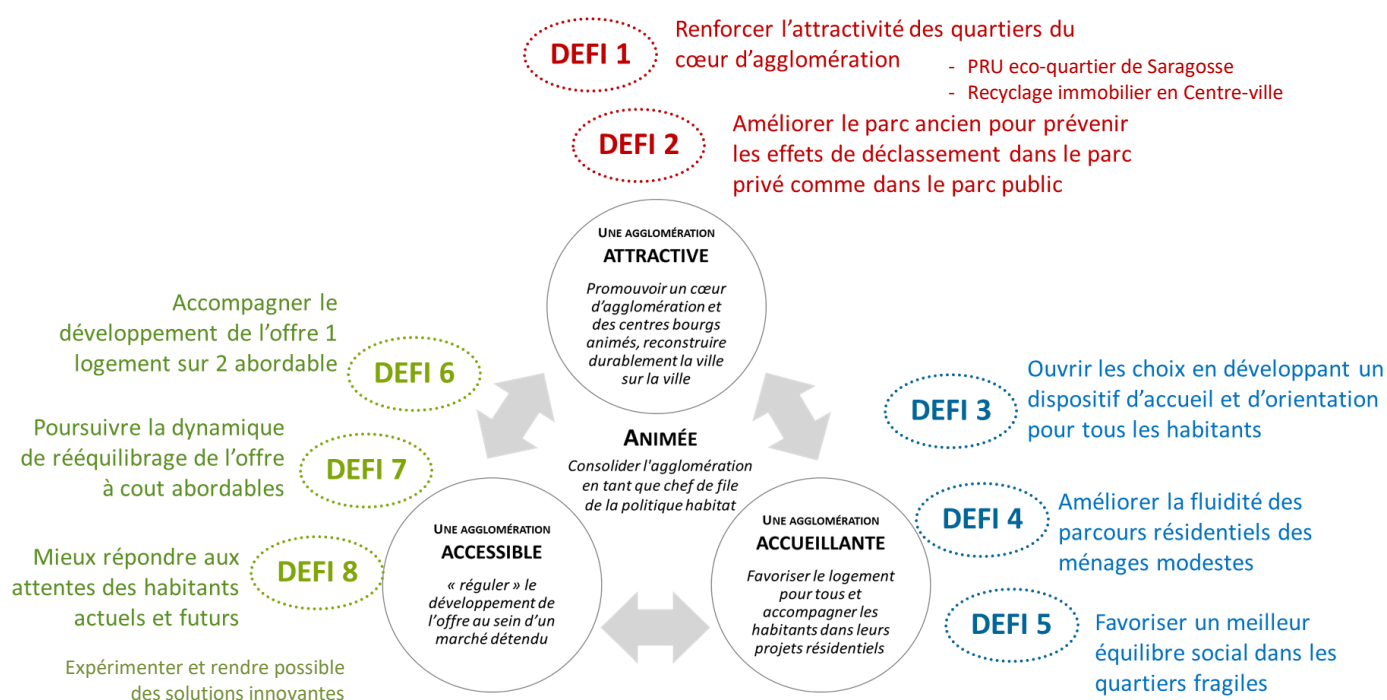 DEFI 1
Renforcer l'attractivité des quartiers du
cœur d'agglomération
- PRU eco-quartier de Saragosse
- Recyclage immobilier en Centre-ville
DEFI 2
Améliorer le parc ancien pour prévenir
les effets de déclassement dans le parc
privé comme dans le parc public
UNE AGGLOMÉRATION
ATTRACTIVE
Promouvoir un cœur
d'agglomération et
des centres bourgs
animés, reconstruire
durablement la ville
sur la ville
Accompagner le
développement de l'offre 1
logement sur 2 abordable
DEFI 6
Poursuivre la dynamique
de rééquilibrage de l'offre
à cout abordables
DEFI 7
Mieux répondre aux
attentes des habitants
actuels et futurs
DEFI 8
Expérimenter et rendre possible
des solutions innovantes
ANIMÉE
Consolider l'agglomération
en tant que chef de file
de la politique habitat
UNE AGGLOMÉRATION
ACCESSIBLE
« réguler » le
développement de
l'offre au sein d'un
marché détendu
UNE AGGLOMÉRATION
ACCUEILLANTE
Favoriser le logement
pour tous et
accompagner les
habitants dans leurs
projets résidentiels
DEFI 3
Ouvrir les choix en développant un
dispositif d'accueil et d'orientation
pour tous les habitants
DEFI 4
Améliorer la fluidité des
parcours résidentiels des
ménages modestes
DEFI 5
Favoriser un meilleur
équilibre social dans les
quartiers fragiles